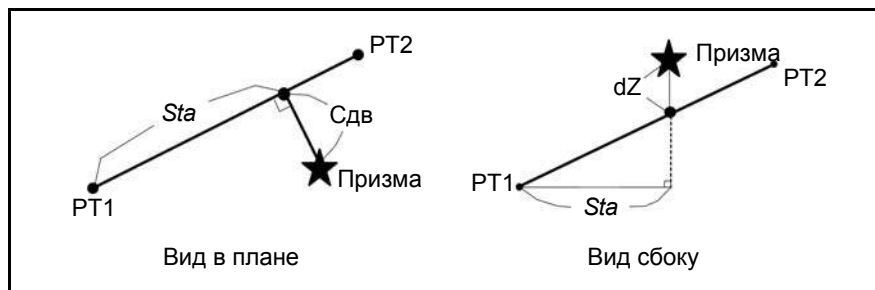 PT2
Sta
Сдв
Призма
PT1
Вид в плане
Призма
PT2
dZ
PT1
Sta
Вид сбоку